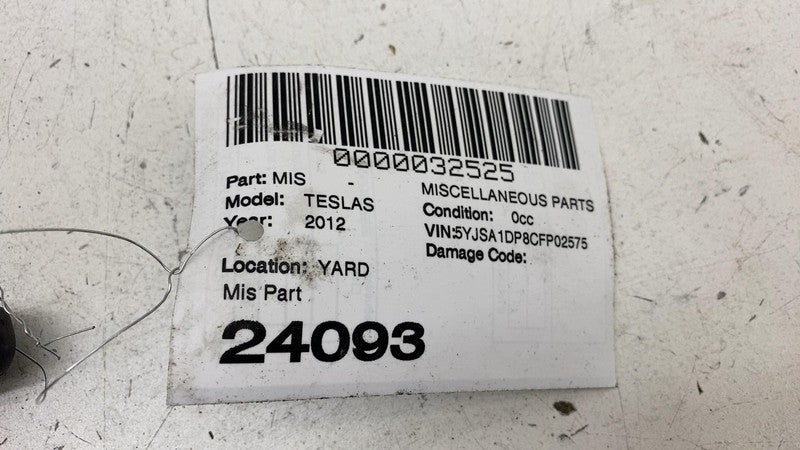 0000032525
Part: MIS -
MISCELLANEOUS PARTS
Model: TESLAS
Condition: 0cc
Year: 2012
VIN:5YJSA1DP8CFP02575
Damage Code:
Location: YARD
Mis Part
24093